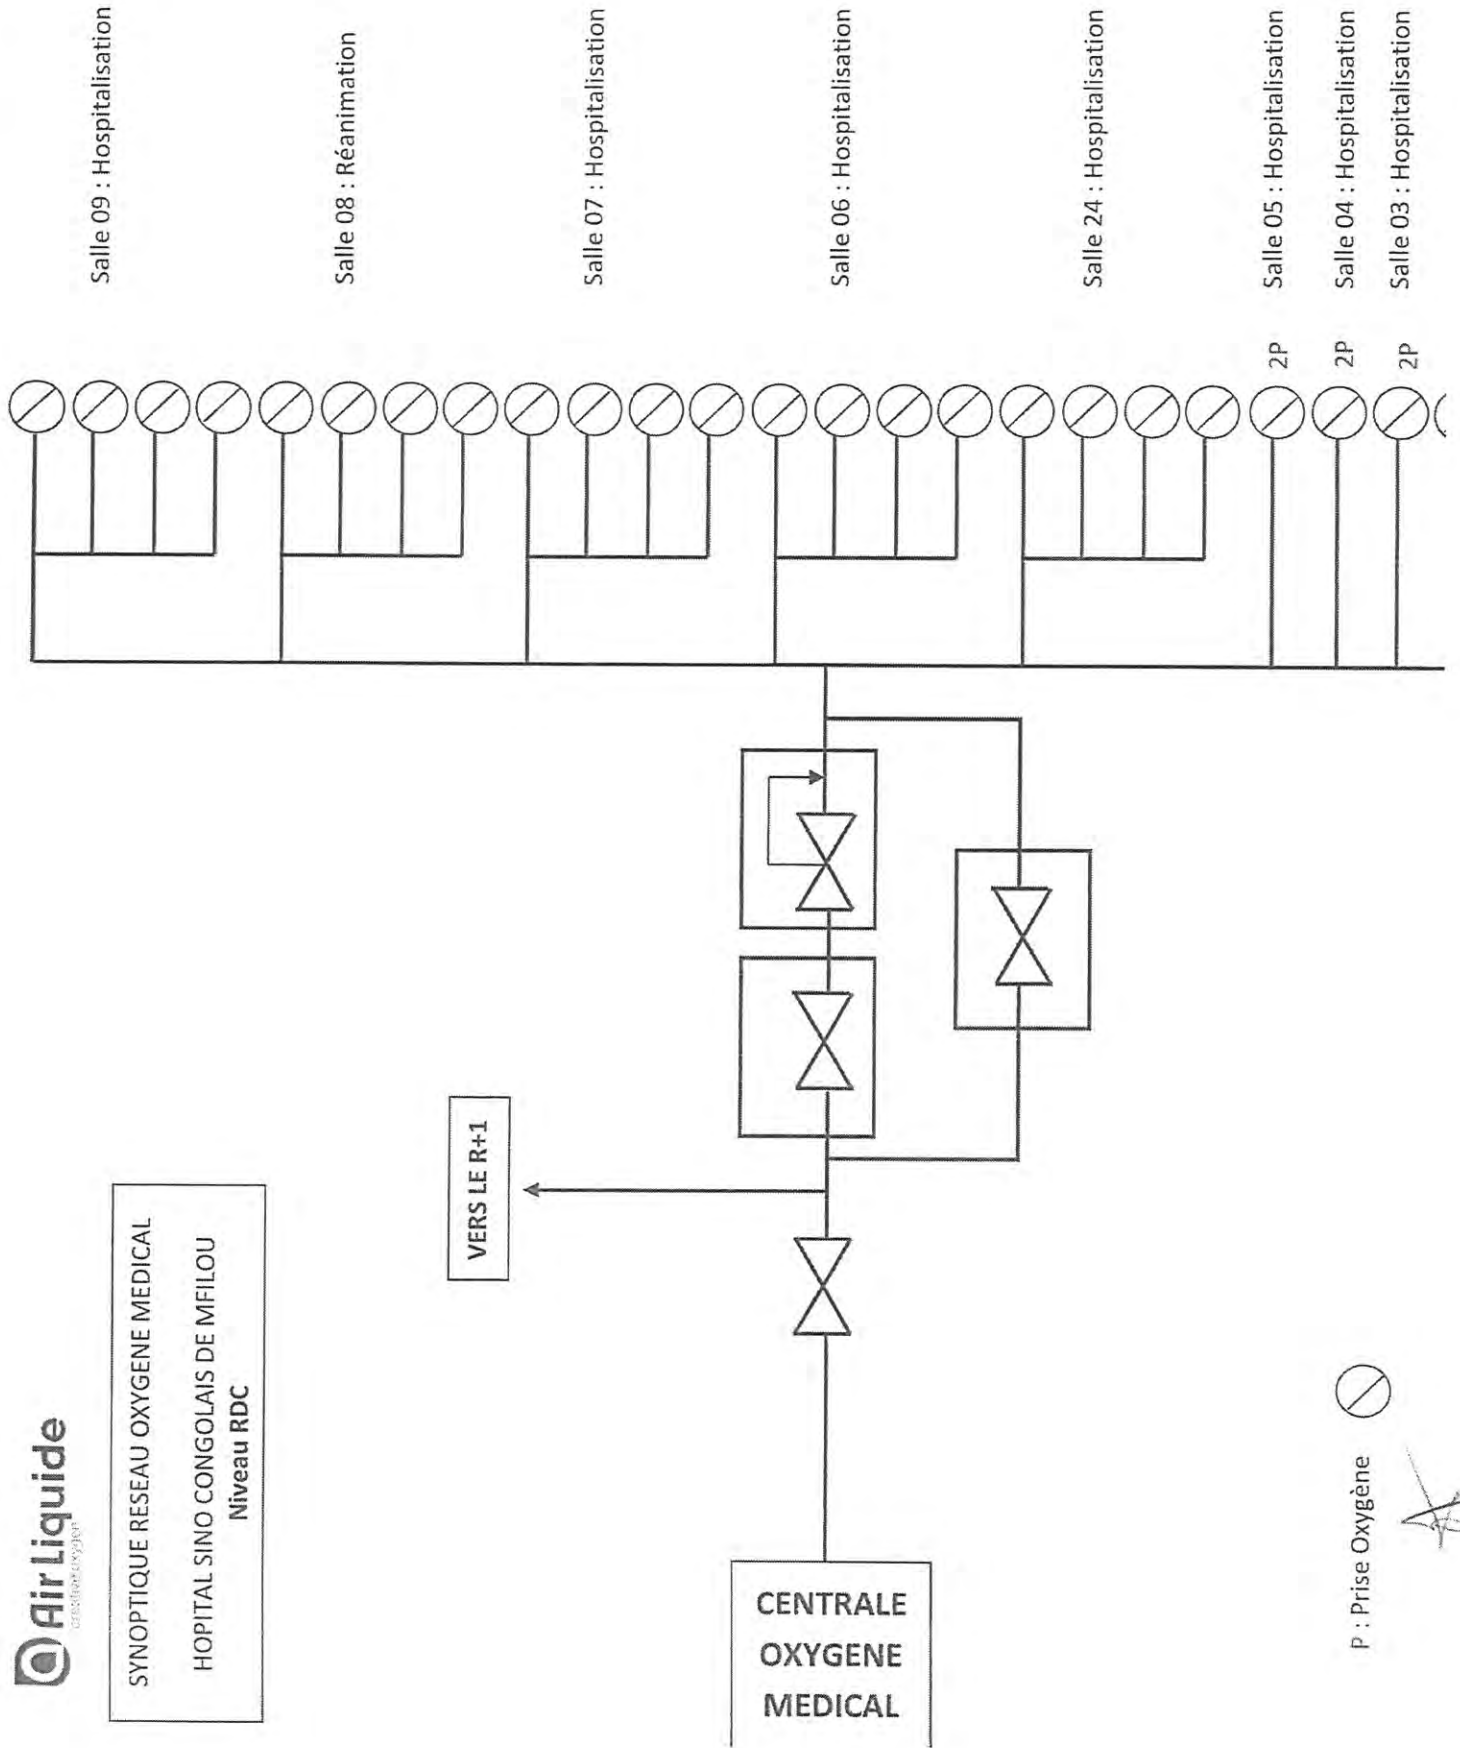 Air Liquide
SYNOPTIQUE RESEAU OXYGENE MEDICAL
HOPITAL SINO CONGOLAIS DE MFILOU
Niveau RDC
VERS LE R+1
CENTRALE
OXYGENE
MEDICAL
Salle 09 : Hospitalisation
Salle 08 : Réanimation
Salle 07 : Hospitalisation
Salle 06 : Hospitalisation
Salle 24 : Hospitalisation
2P Salle 05 : Hospitalisation
2P Salle 04 : Hospitalisation
2P Salle 03 : Hospitalisation
P : Prise Oxygène